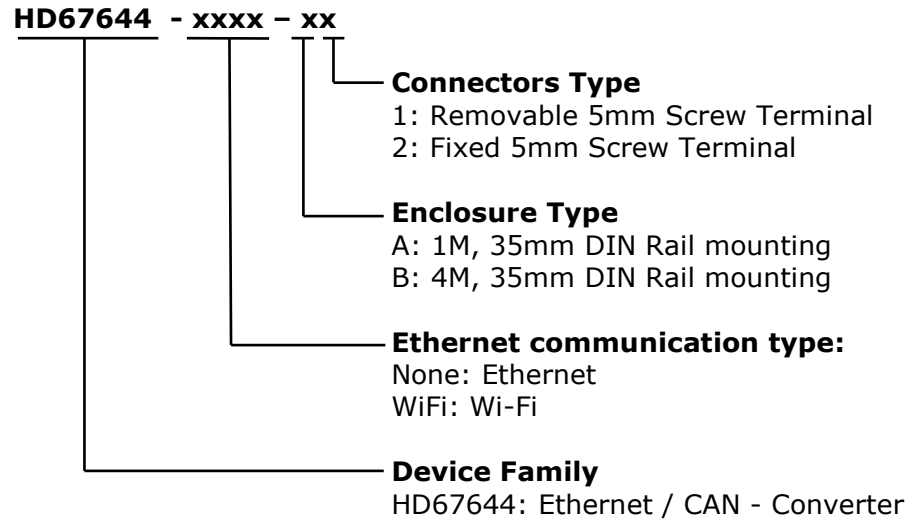 HD67644 - xxxx – xx
Connectors Type
1: Removable 5mm Screw Terminal
2: Fixed 5mm Screw Terminal
Enclosure Type
A: 1M, 35mm DIN Rail mounting
B: 4M, 35mm DIN Rail mounting
Ethernet communication type:
None: Ethernet
WiFi: Wi-Fi
Device Family
HD67644: Ethernet / CAN - Converter